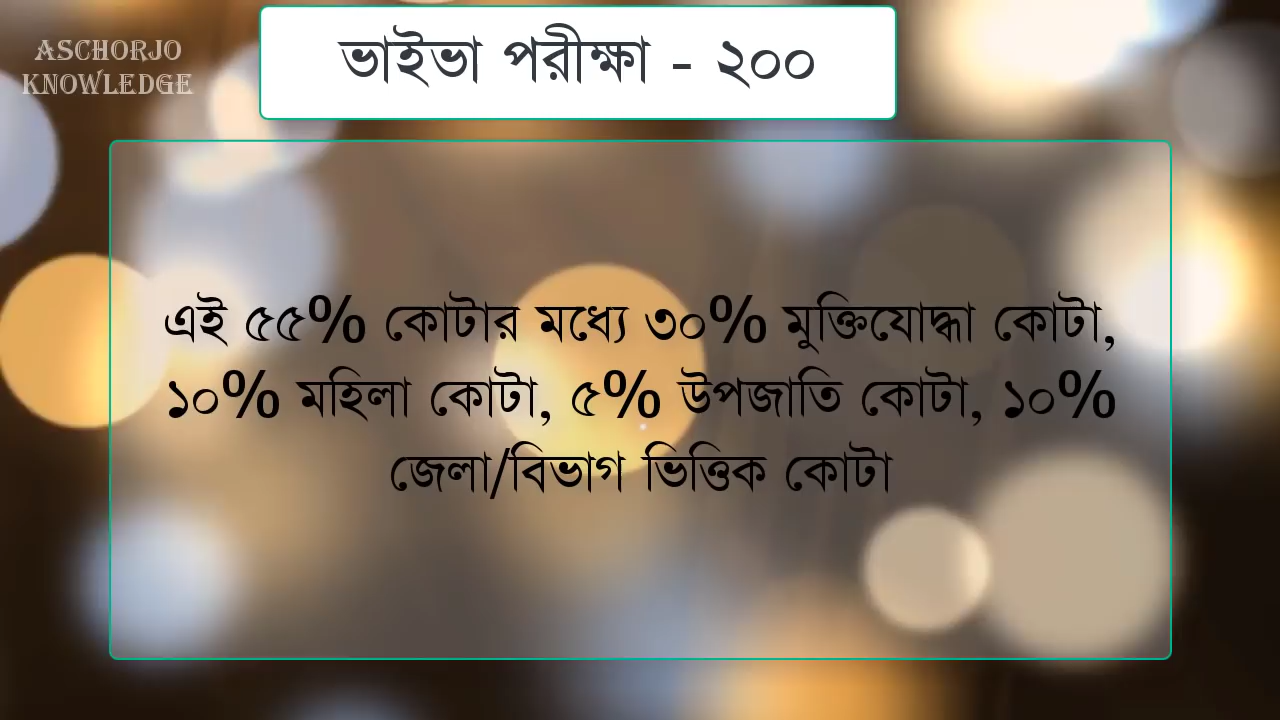 ASCHORJO
KNOWLEDGE
ভাইভা পরীক্ষা - ২০০
এই ৫৫% কোটার মধ্যে ৩০% মুক্তিযোদ্ধা কোটা,
১০% মহিলা কোটা, ৫% উপজাতি কোটা, ১০%
জেলা/বিভাগ ভিত্তিক কোটা